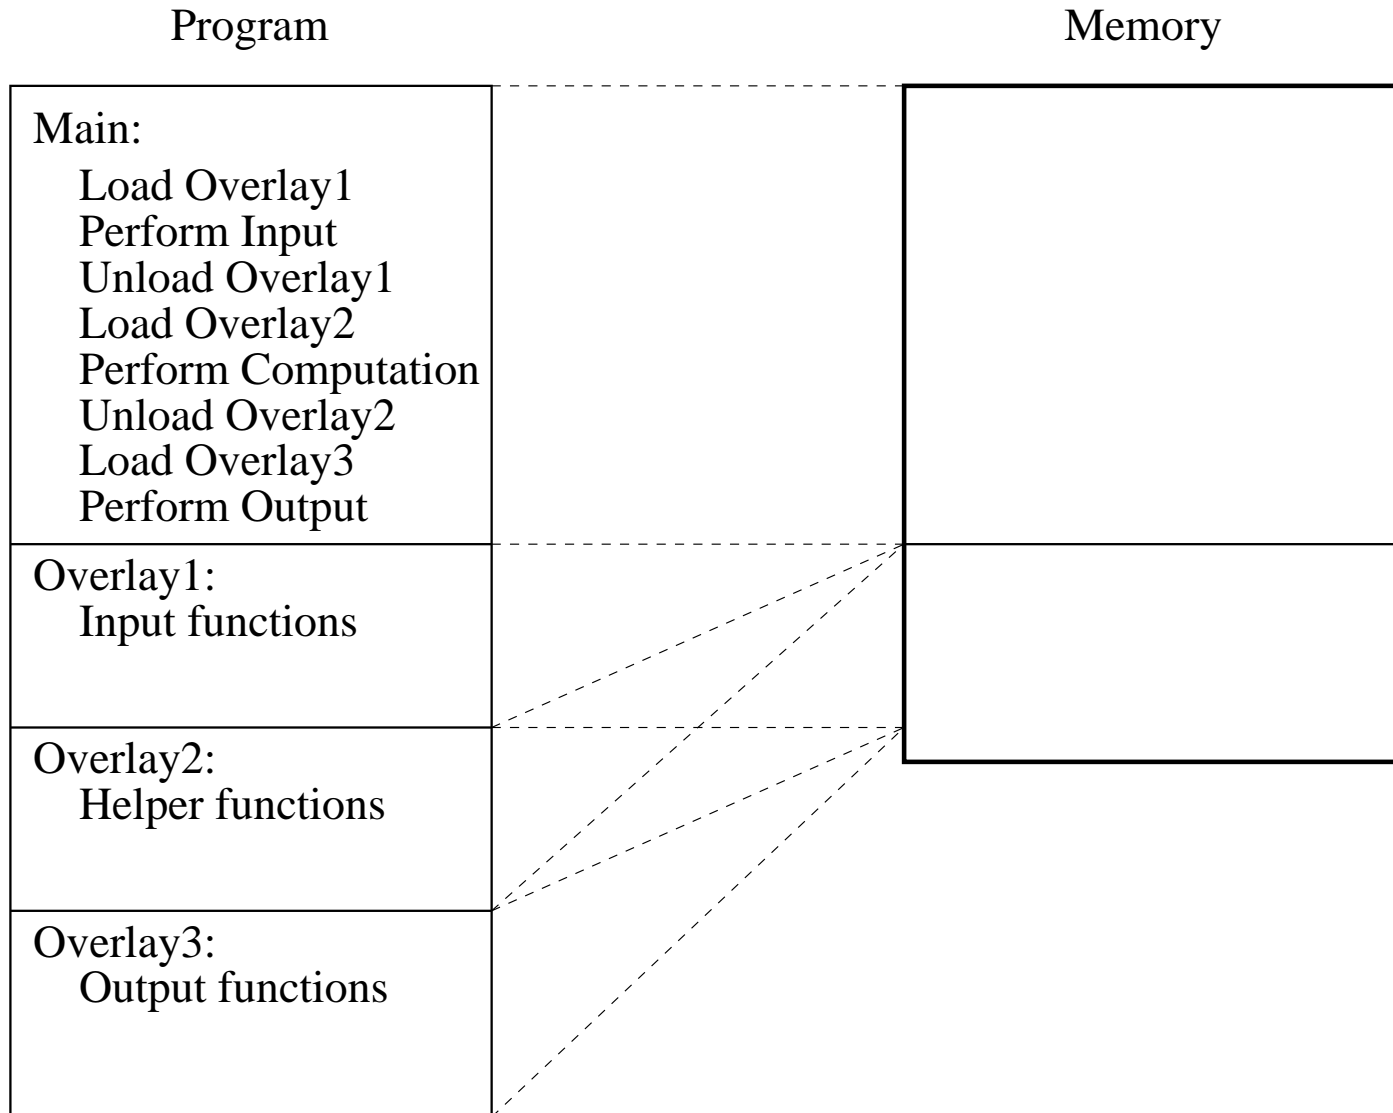 Program
Memory
Main:
Load Overlay1
Perform Input
Unload Overlay1
Load Overlay2
Perform Computation
Unload Overlay2
Load Overlay3
Perform Output
Overlay1:
Input functions
Overlay2:
Helper functions
Overlay3:
Output functions